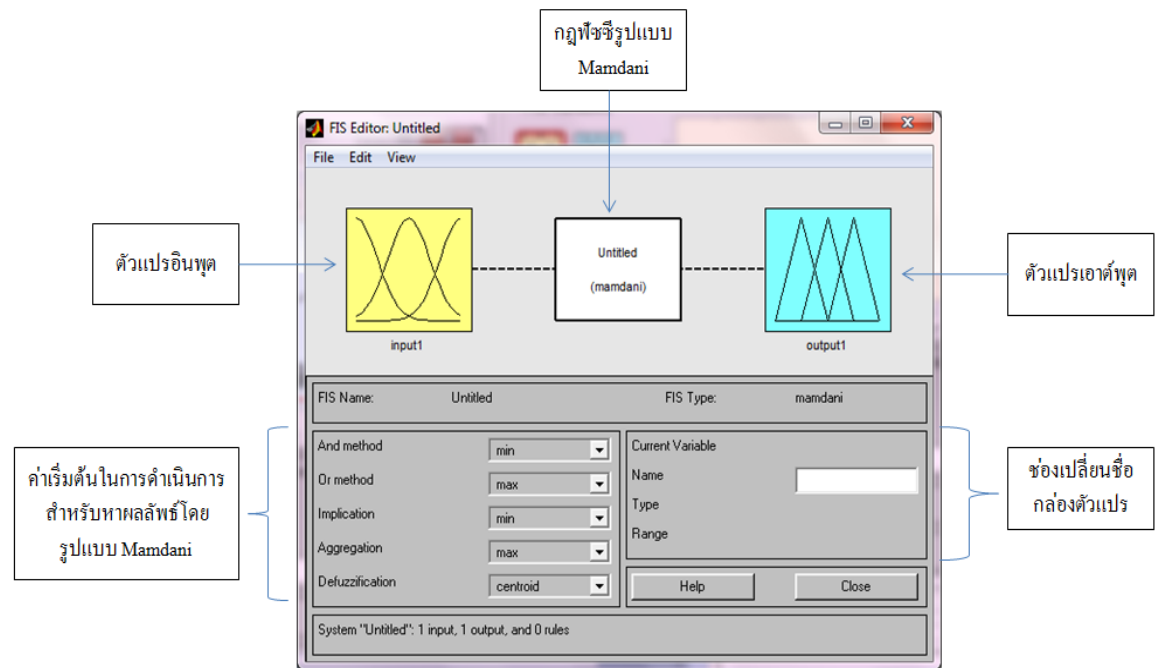 กฎฟัซซีรูปแบบ
Mamdani
FIS Editor: Untitled
File Edit View
ตัวแปรอินพุต
Untitled
(mamdani)
ตัวแปรเอาต์พุต
input1
output1
FIS Name: Untitled FIS Type: mamdani
ค่าเริ่มต้นในการดำเนินการ
สำหรับหาผลลัพธ์โดย
รูปแบบ Mamdani
And method min
Or method max
Implication min
Aggregation max
Defuzzification centroid
Current Variable
Name
Type
Range
ช่องเปลี่ยนชื่อ
กล่องตัวแปร
Help Close
System "Untitled": 1 input, 1 output, and 0 rules